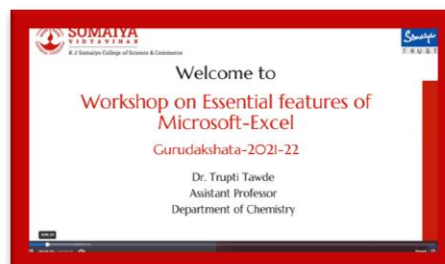 SOMAIYA
VIDYAVIHAR
K J Somaiya College of Science & Commerce
Somaiya
TRUST
Welcome to
Workshop on Essential features of
Microsoft-Excel
Gurudakshata-2021-22
Dr. Trupti Tawde
Assistant Professor
Department of Chemistry